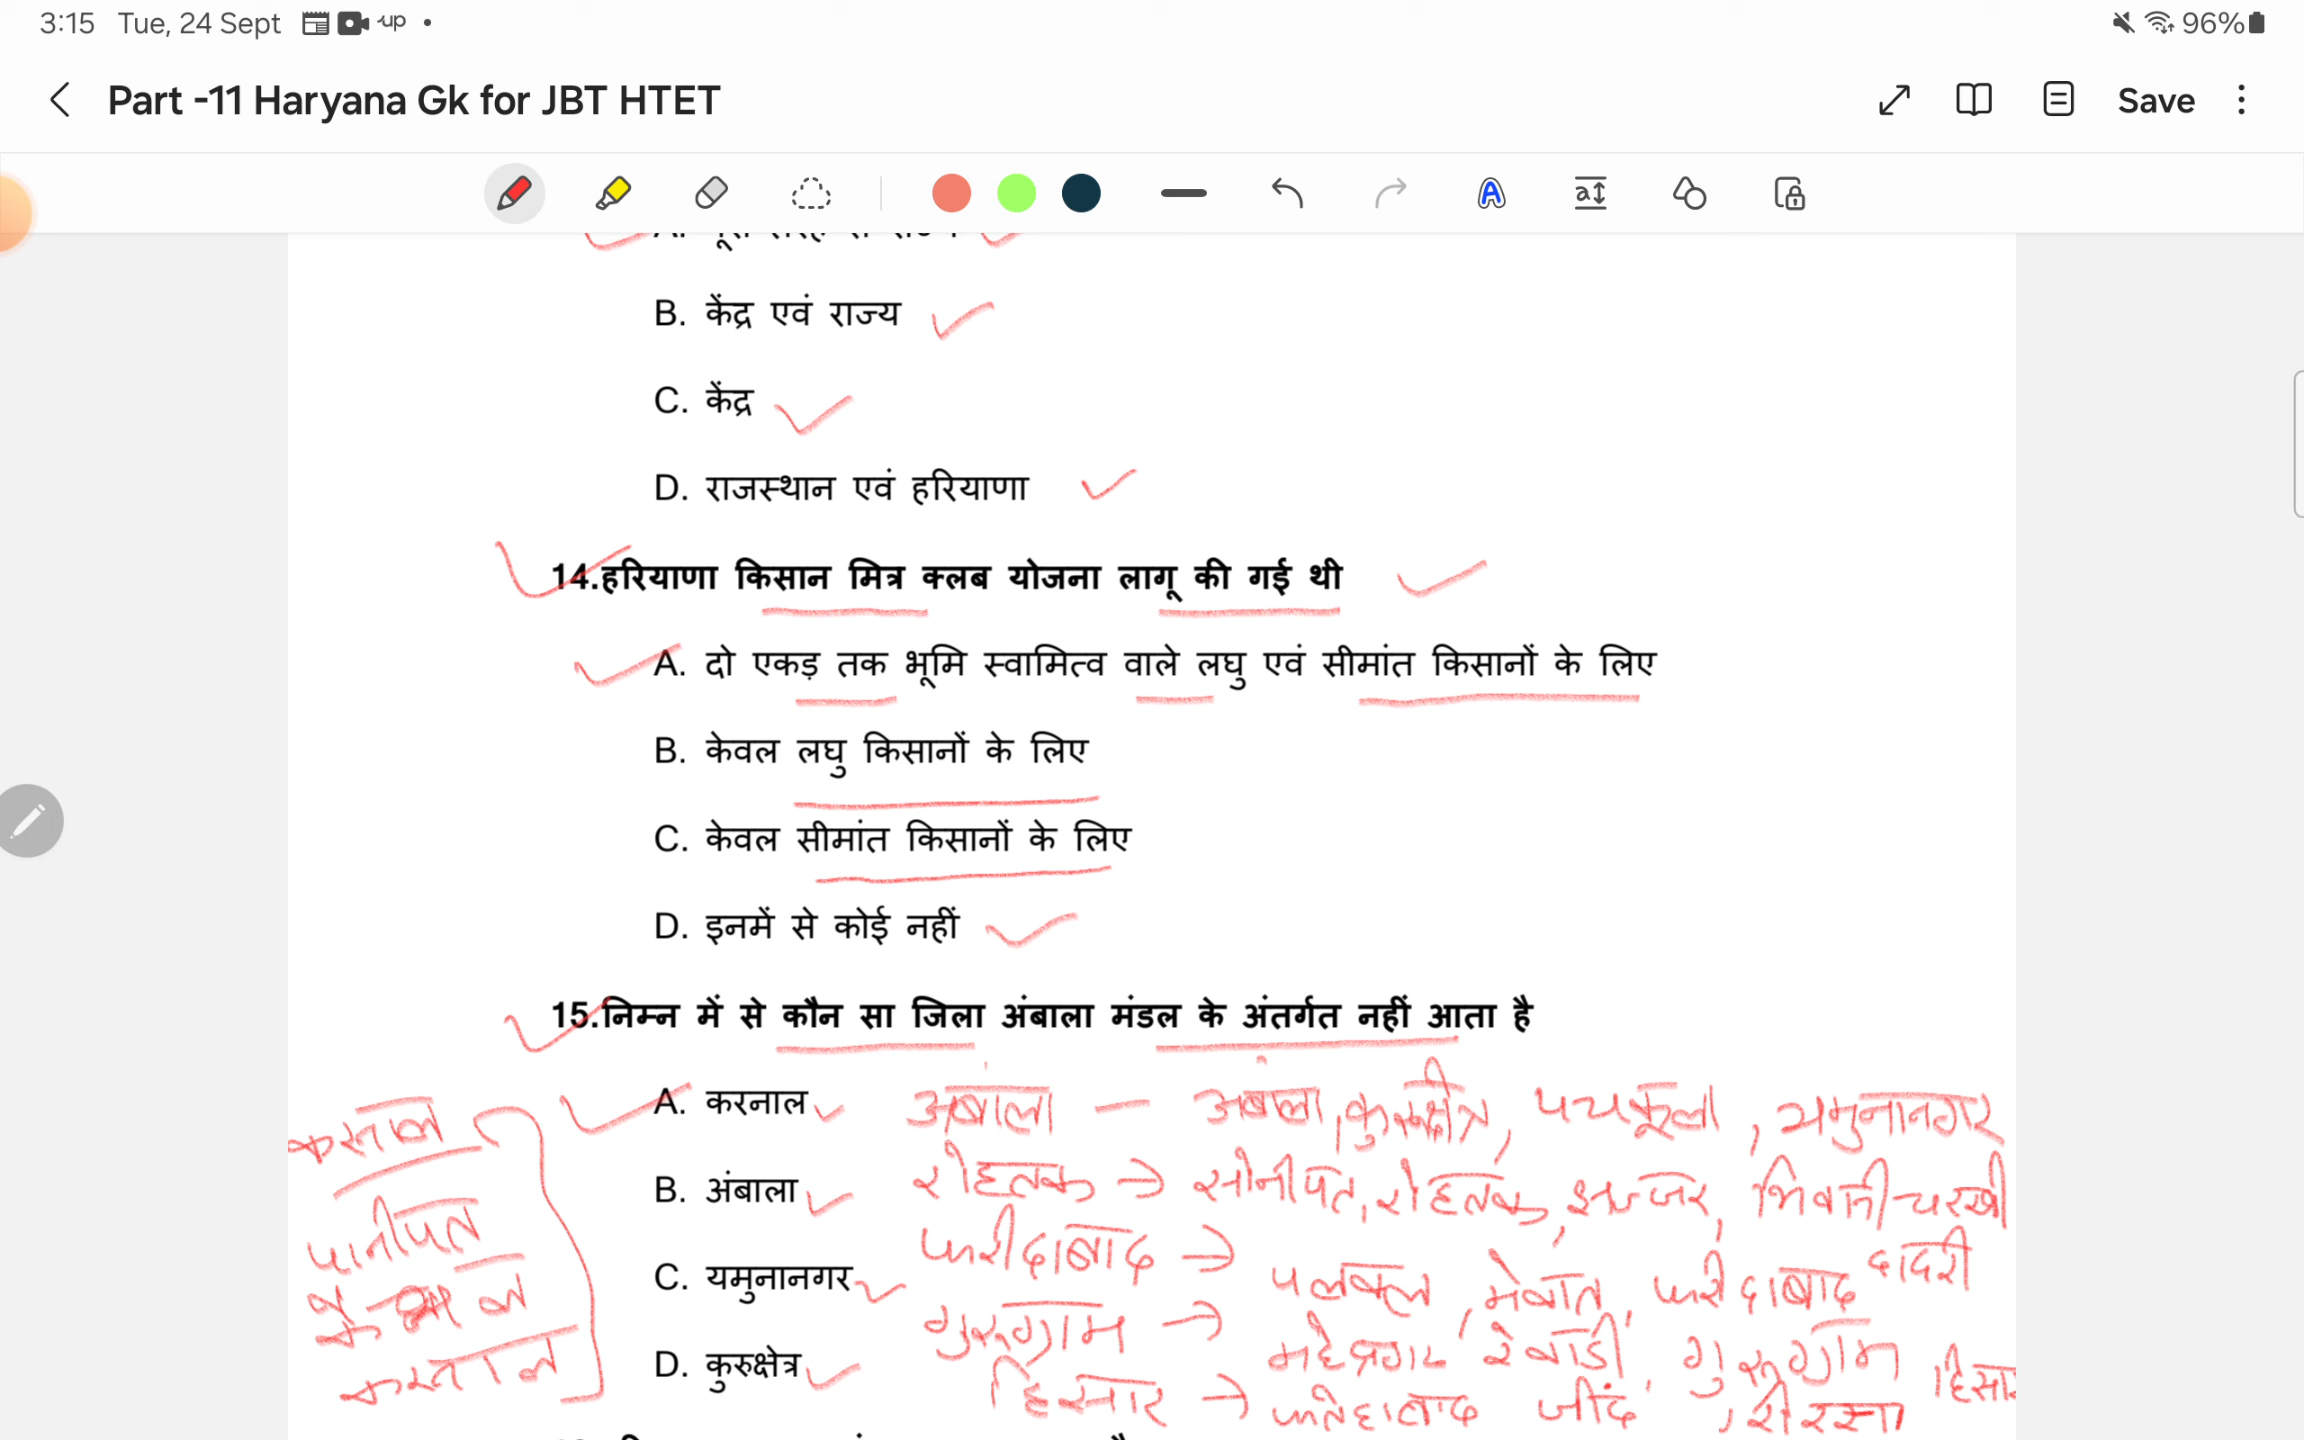 3:15 Tue, 24 Sept up
96%
Part -11 Haryana Gk for JBT HTET
Save
B. केंद्र एवं राज्य
C. केंद्र
D. राजस्थान एवं हरियाणा
14.हरियाणा किसान मित्र क्लब योजना लागू की गई थी
A. दो एकड़ तक भूमि स्वामित्व वाले लघु एवं सीमांत किसानों के लिए
B. केवल लघु किसानों के लिए
C. केवल सीमांत किसानों के लिए
D. इनमें से कोई नहीं
15.निम्न में से कौन सा जिला अंबाला मंडल के अंतर्गत नहीं आता है
A. करनाल
B. अंबाला
C. यमुनानगर
D. कुरुक्षेत्र
अंबाला — अंबाला, कुरुक्षेत्र, पंचकूला, यमुनानगर
रोहतक → सोनीपत, रोहतक, झज्जर, भिवानी चरखी
दादरी
फरीदाबाद → पलवल, मेवात, फरीदाबाद
गुरुग्राम → महेन्द्रगढ़ रेवाड़ी, गुरुग्राम
हिसार → फतेहाबाद जींद, सिरसा हिसार
करनाल
पानीपत
कैथल
करनाल